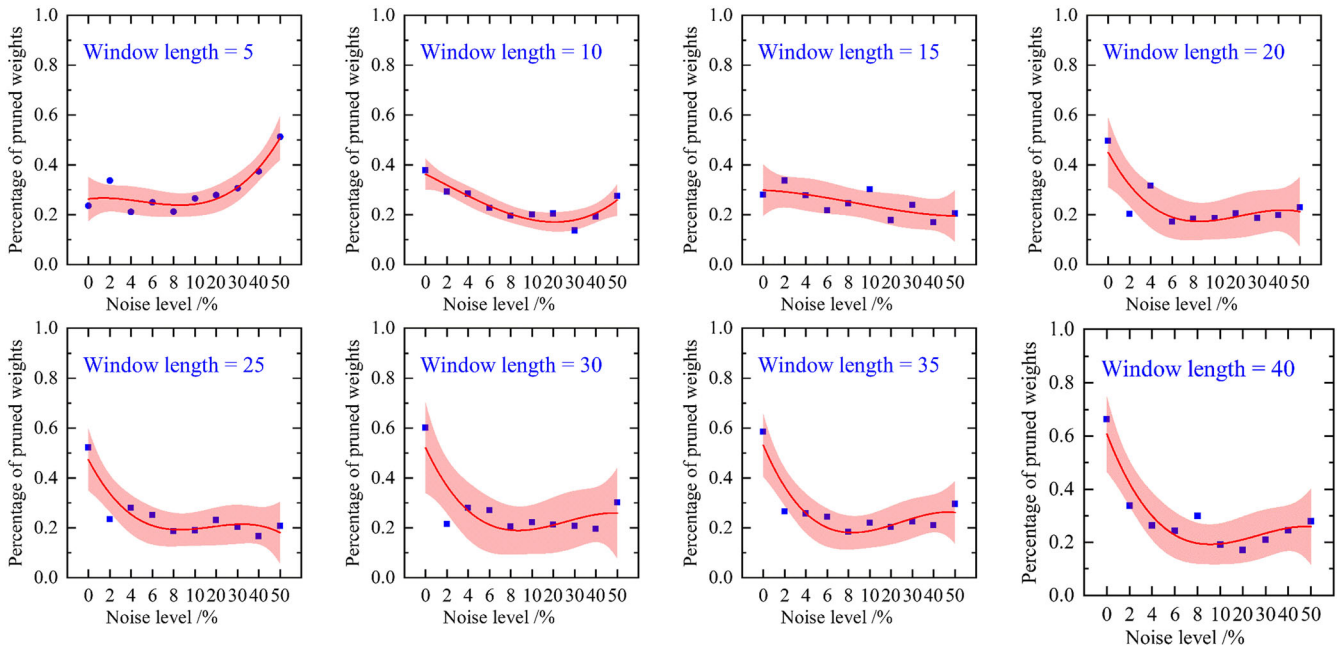 Percentage of pruned weights
1.0
0.8
0.6
0.4
0.2
0.0
Window length = 5
0 2 4 6 8 10 20 30 40 50
Noise level /%
Percentage of pruned weights
1.0
0.8
0.6
0.4
0.2
0.0
Window length = 10
0 2 4 6 8 10 20 30 40 50
Noise level /%
Percentage of pruned weights
1.0
0.8
0.6
0.4
0.2
0.0
Window length = 15
0 2 4 6 8 10 20 30 40 50
Noise level /%
Percentage of pruned weights
1.0
0.8
0.6
0.4
0.2
0.0
Window length = 20
0 2 4 6 8 10 20 30 40 50
Noise level /%
Percentage of pruned weights
1.0
0.8
0.6
0.4
0.2
0.0
Window length = 25
0 2 4 6 8 10 20 30 40 50
Noise level /%
Percentage of pruned weights
1.0
0.8
0.6
0.4
0.2
0.0
Window length = 30
0 2 4 6 8 10 20 30 40 50
Noise level /%
Percentage of pruned weights
1.0
0.8
0.6
0.4
0.2
0.0
Window length = 35
0 2 4 6 8 10 20 30 40 50
Noise level /%
Percentage of pruned weights
1.0
0.8
0.6
0.4
0.2
0.0
Window length = 40
0 2 4 6 8 10 20 30 40 50
Noise level /%